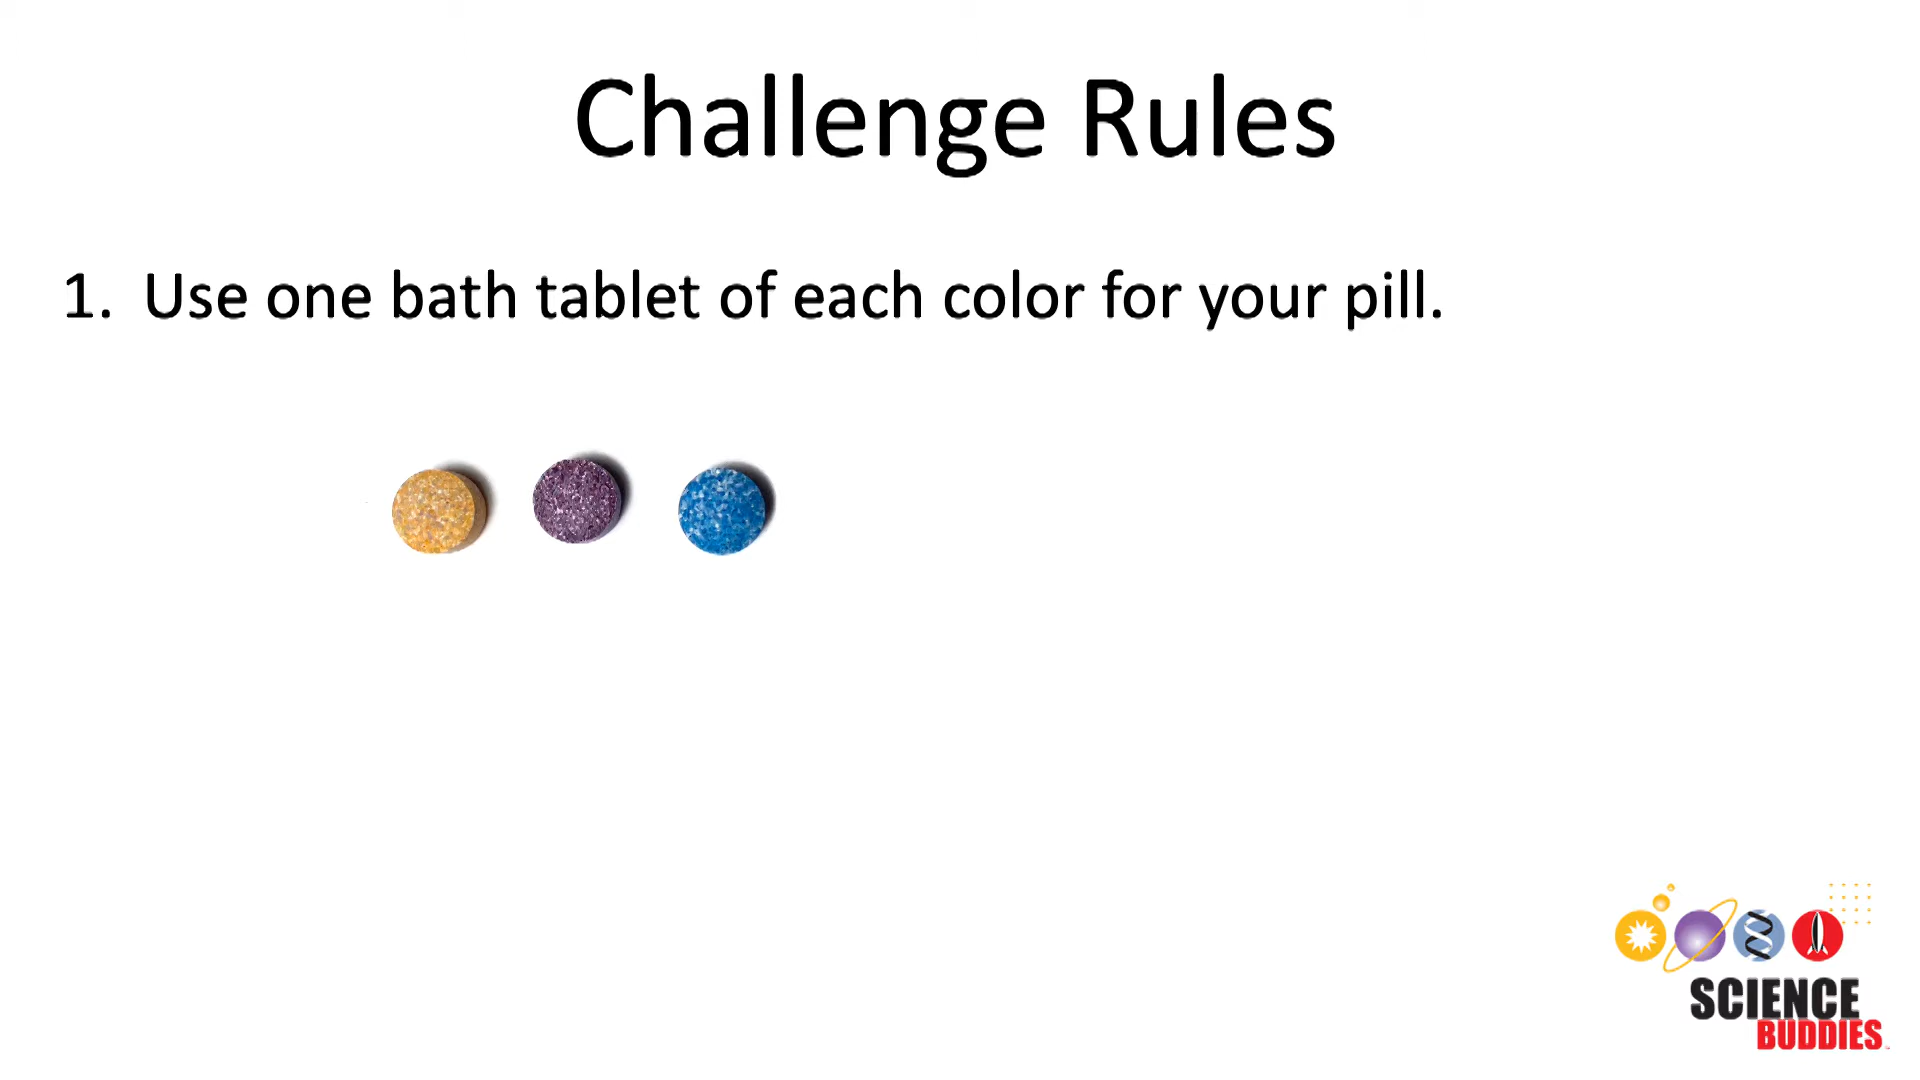 Challenge Rules
1. Use one bath tablet of each color for your pill.
SCIENCE
BUDDIES